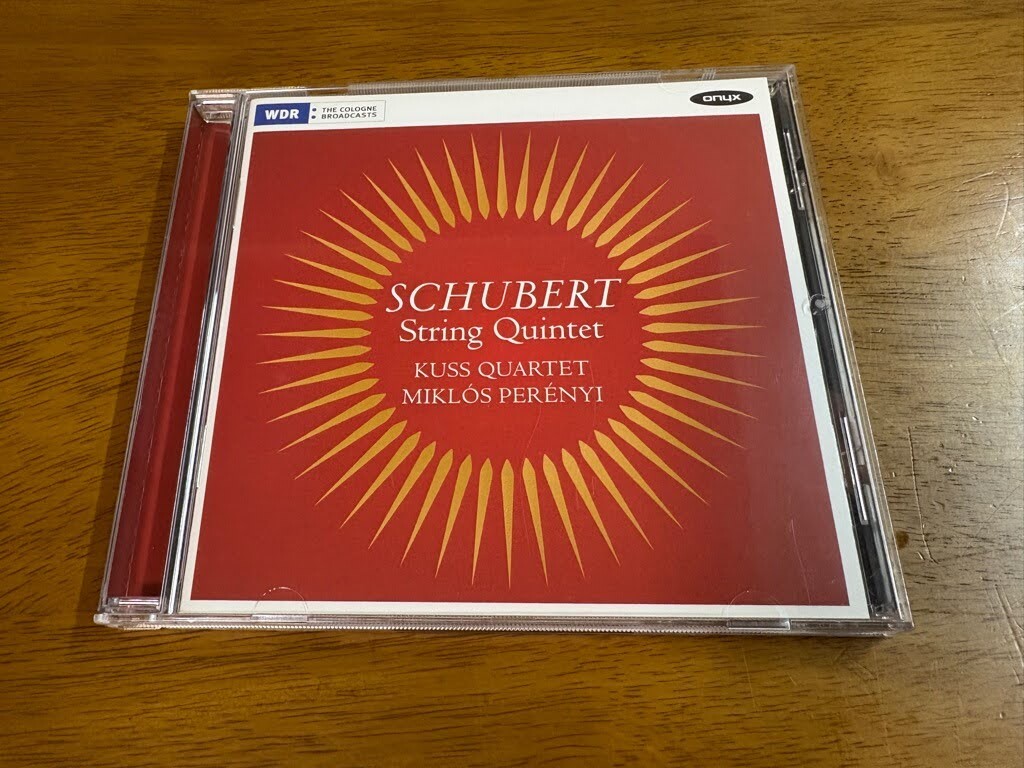 WDR
THE COLOGNE
BROADCASTS
onyx
SCHUBERT
String Quintet
KUSS QUARTET
MIKLÓS PERÉNYI